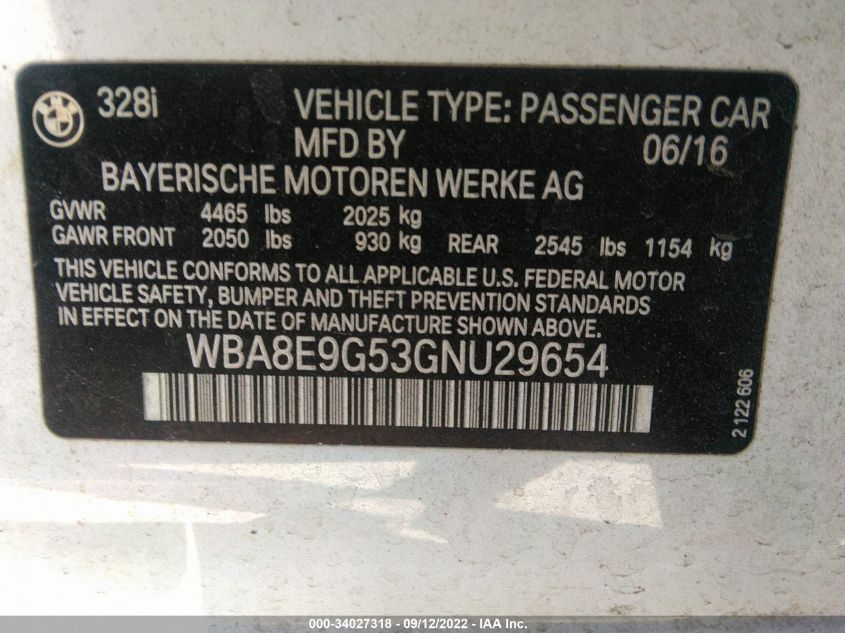 328i VEHICLE TYPE: PASSENGER CAR
MFD BY 06/16
BAYERISCHE MOTOREN WERKE AG
GVWR 4465 lbs 2025 kg
GAWR FRONT 2050 lbs 930 kg REAR 2545 lbs 1154 kg
THIS VEHICLE CONFORMS TO ALL APPLICABLE U.S. FEDERAL MOTOR
VEHICLE SAFETY, BUMPER AND THEFT PREVENTION STANDARDS
IN EFFECT ON THE DATE OF MANUFACTURE SHOWN ABOVE.
WBA8E9G53GNU29654
2 122 606
000-34027318 - 09/12/2022 - IAA Inc.